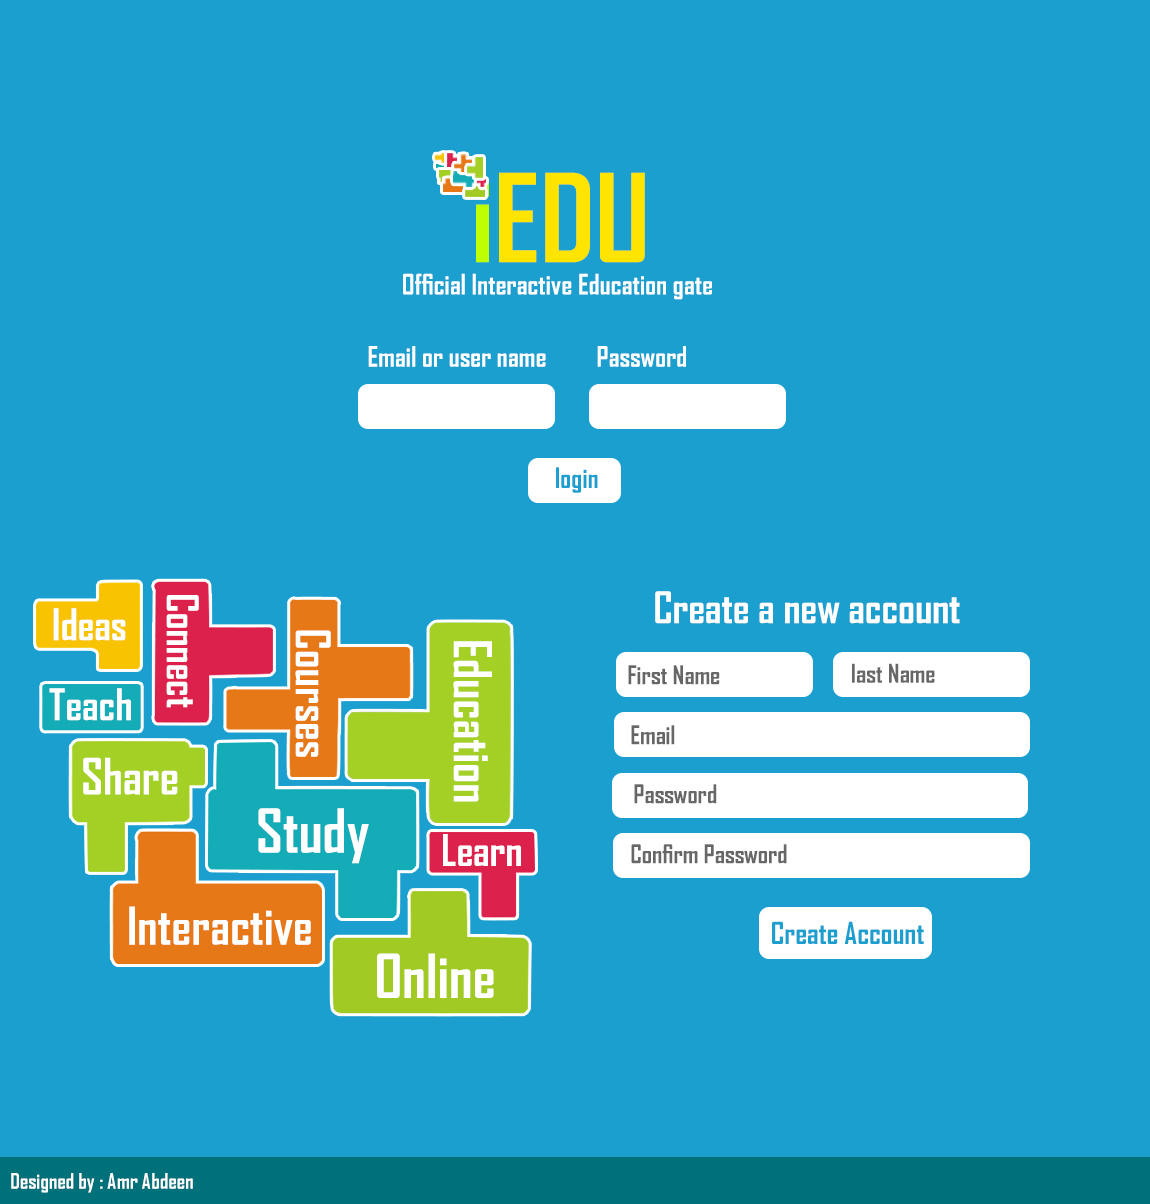 iEDU
Official Interactive Education gate
Email or user name
Password
login
Ideas
Connect
Courses
Education
Teach
Share
Study
Learn
Interactive
Online
Create a new account
First Name
last Name
Email
Password
Confirm Password
Create Account
Designed by : Amr Abdeen